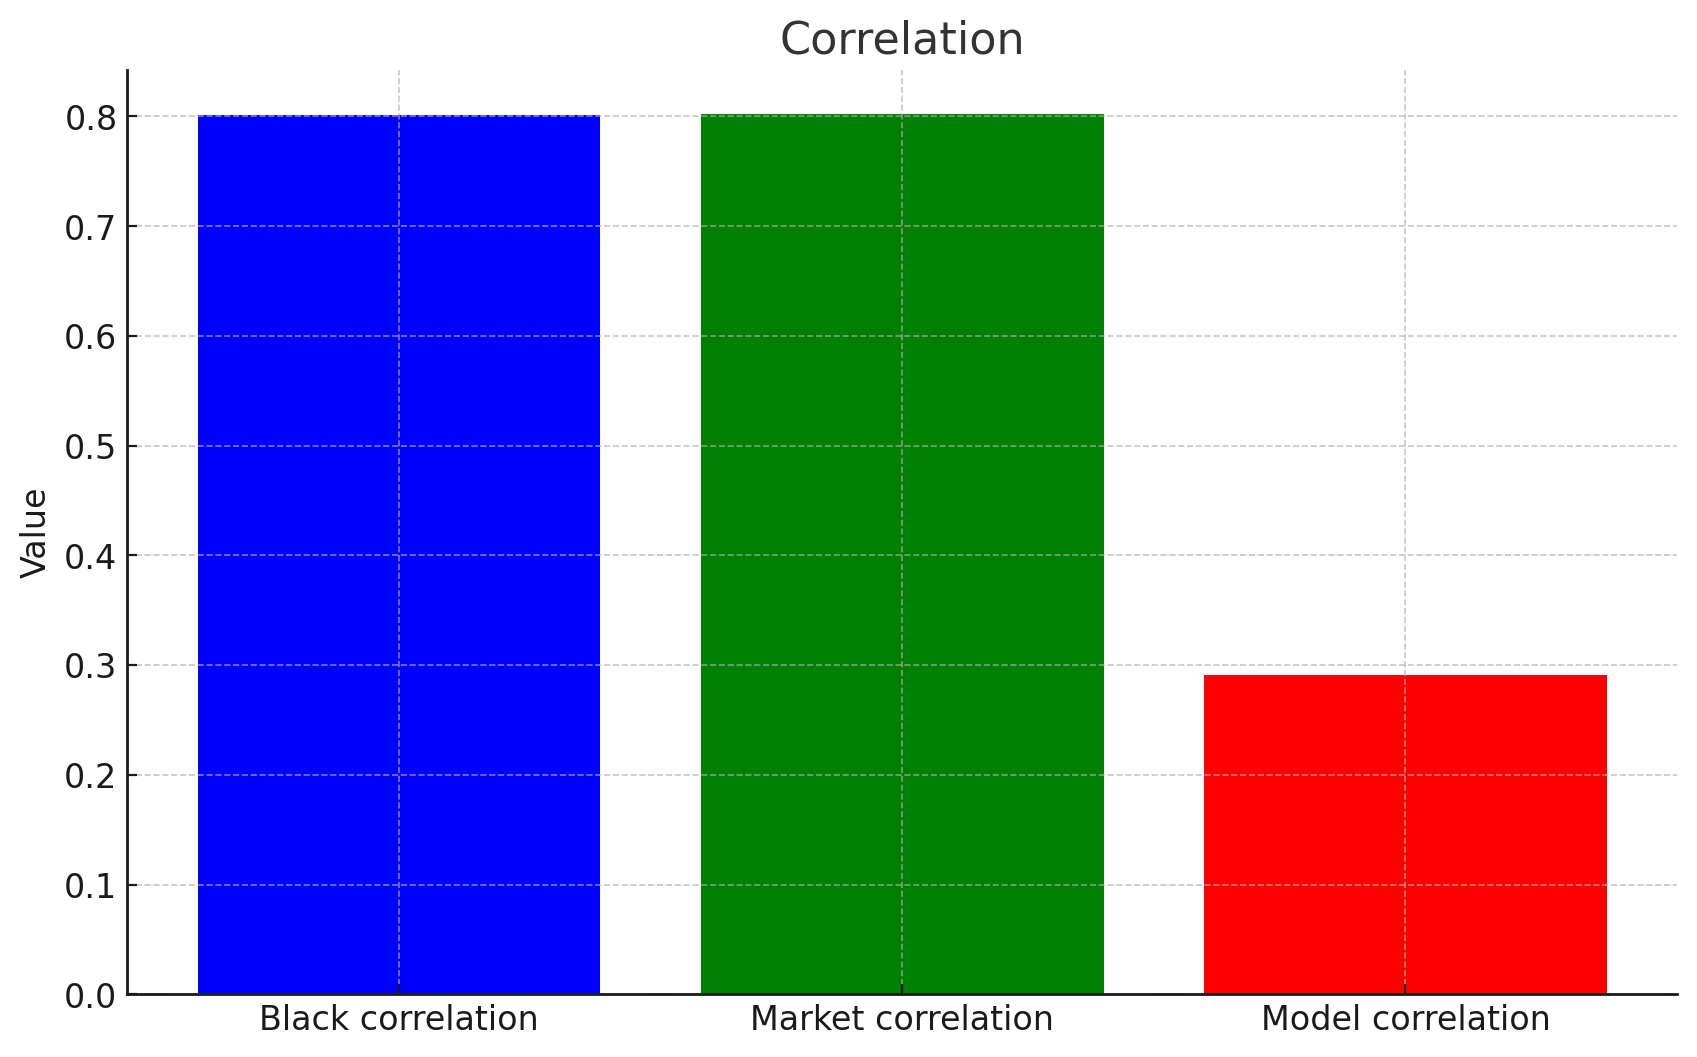 Correlation
0.8
0.7
0.6
0.5
0.4
0.3
0.2
0.1
0.0
Value
Black correlation
Market correlation
Model correlation